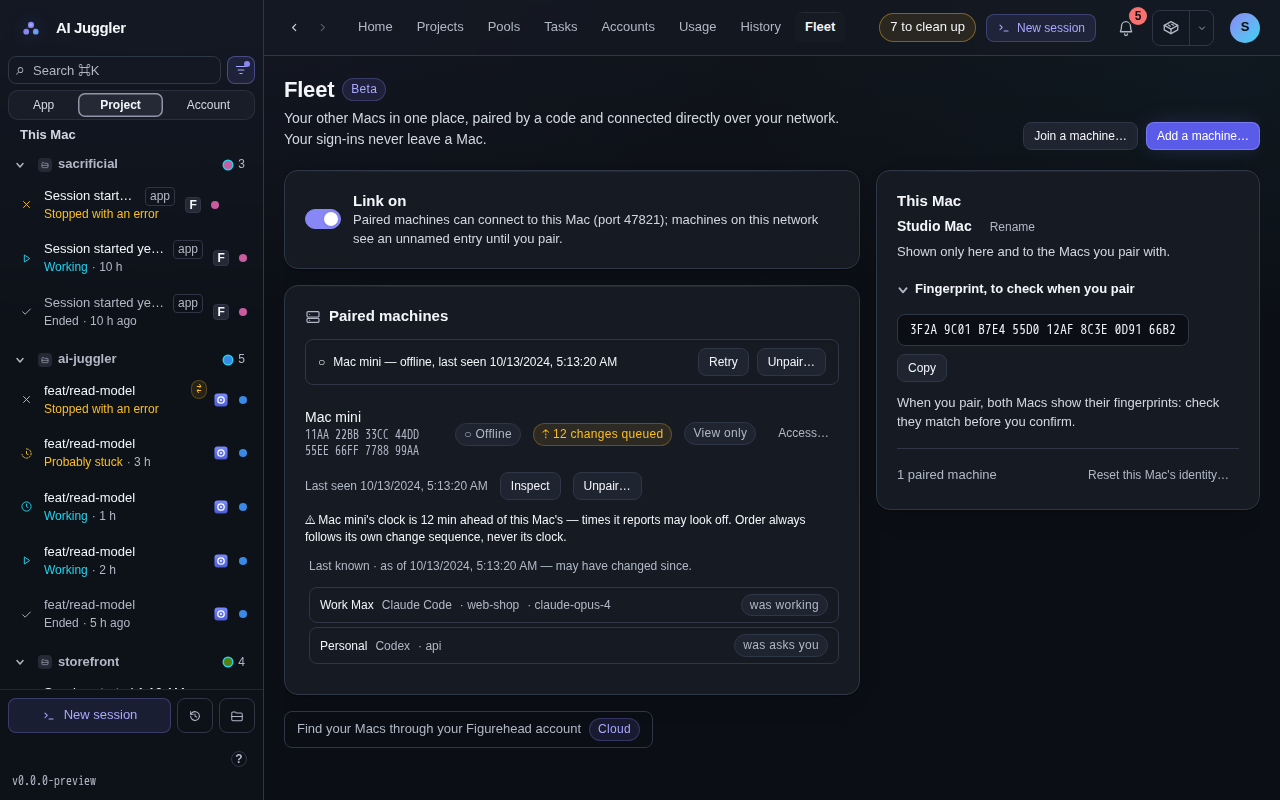 AI Juggler
Search ⌘K
App
Project
Account
This Mac
sacrificial
3
Session start…
app
Stopped with an error
F
Session started ye…
app
Working · 10 h
F
Session started ye…
app
Ended · 10 h ago
F
ai-juggler
5
feat/read-model
Stopped with an error
feat/read-model
Probably stuck · 3 h
feat/read-model
Working · 1 h
feat/read-model
Working · 2 h
feat/read-model
Ended · 5 h ago
storefront
4
New session
?
v0.0.0-preview
Home
Projects
Pools
Tasks
Accounts
Usage
History
Fleet
7 to clean up
New session
5
S
Fleet
Beta
Your other Macs in one place, paired by a code and connected directly over your network.
Your sign-ins never leave a Mac.
Join a machine…
Add a machine…
Link on
Paired machines can connect to this Mac (port 47821); machines on this network
see an unnamed entry until you pair.
Paired machines
○ Mac mini — offline, last seen 10/13/2024, 5:13:20 AM
Retry
Unpair…
Mac mini
11AA 22BB 33CC 44DD
55EE 66FF 7788 99AA
○ Offline
↑ 12 changes queued
View only
Access…
Last seen 10/13/2024, 5:13:20 AM
Inspect
Unpair…
⚠ Mac mini's clock is 12 min ahead of this Mac's — times it reports may look off. Order always
follows its own change sequence, never its clock.
Last known · as of 10/13/2024, 5:13:20 AM — may have changed since.
Work Max Claude Code · web-shop · claude-opus-4
was working
Personal Codex · api
was asks you
Find your Macs through your Figurehead account
Cloud
This Mac
Studio Mac
Rename
Shown only here and to the Macs you pair with.
Fingerprint, to check when you pair
3F2A 9C01 B7E4 55D0 12AF 8C3E 0D91 66B2
Copy
When you pair, both Macs show their fingerprints: check
they match before you confirm.
1 paired machine
Reset this Mac's identity…